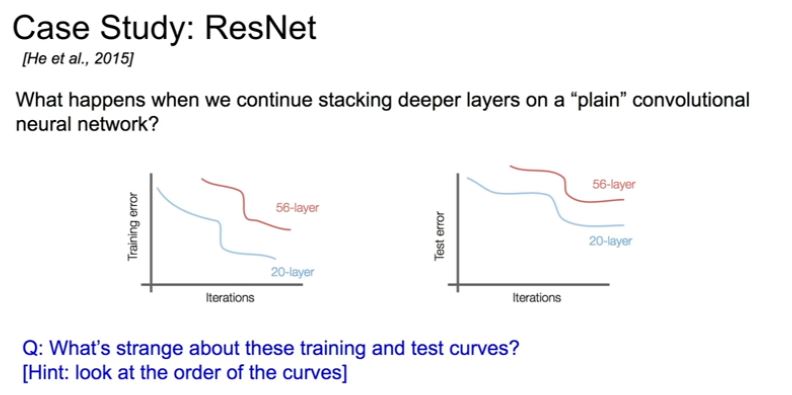 Case Study: ResNet
[He et al., 2015]
What happens when we continue stacking deeper layers on a “plain” convolutional
neural network?
Training error
56-layer
20-layer
Iterations
Test error
56-layer
20-layer
Iterations
Q: What’s strange about these training and test curves?
[Hint: look at the order of the curves]